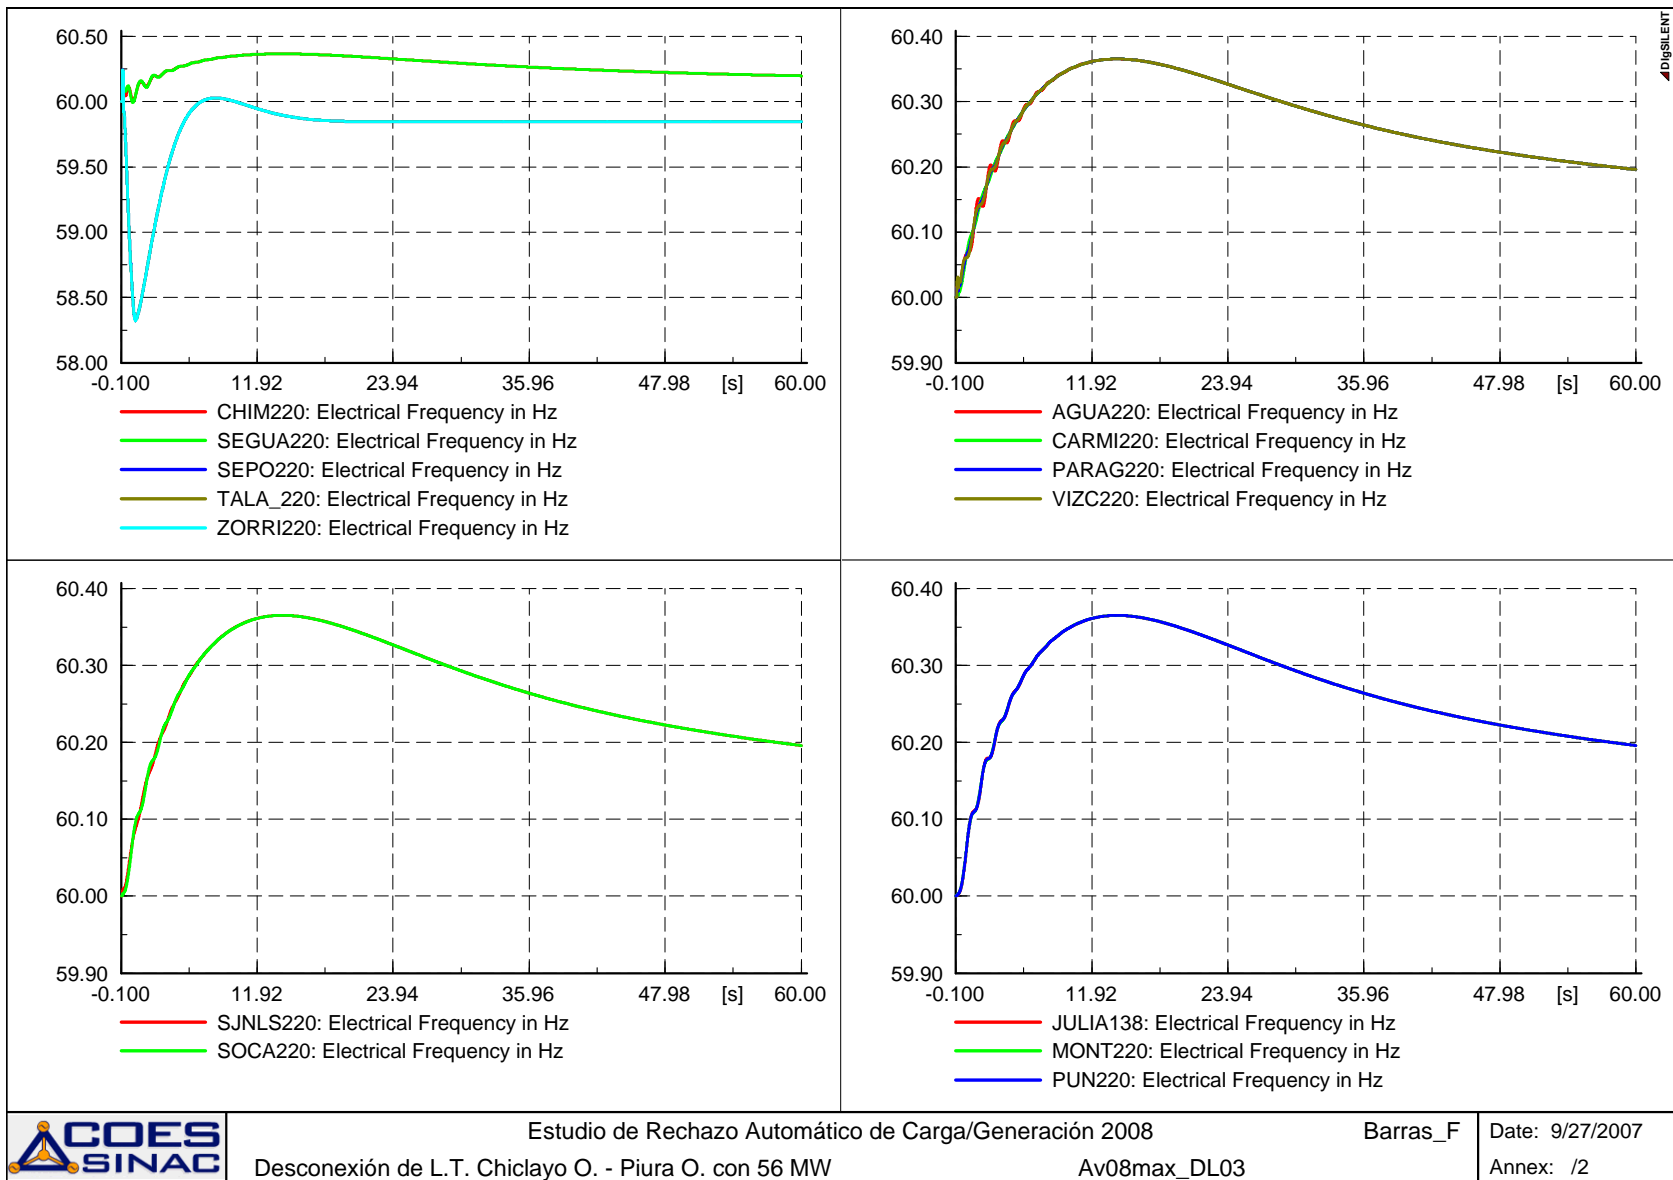 60.50
60.00
59.50
59.00
58.50
58.00
-0.100 11.92 23.94 35.96 47.98 [s] 60.00
CHIM220: Electrical Frequency in Hz
SEGUA220: Electrical Frequency in Hz
SEPO220: Electrical Frequency in Hz
TALA_220: Electrical Frequency in Hz
ZORRI220: Electrical Frequency in Hz
60.40
60.30
60.20
60.10
60.00
59.90
-0.100 11.92 23.94 35.96 47.98 [s] 60.00
AGUA220: Electrical Frequency in Hz
CARMI220: Electrical Frequency in Hz
PARAG220: Electrical Frequency in Hz
VIZC220: Electrical Frequency in Hz
DIgSILENT
60.40
60.30
60.20
60.10
60.00
59.90
-0.100 11.92 23.94 35.96 47.98 [s] 60.00
SJNLS220: Electrical Frequency in Hz
SOCA220: Electrical Frequency in Hz
60.40
60.30
60.20
60.10
60.00
59.90
-0.100 11.92 23.94 35.96 47.98 [s] 60.00
JULIA138: Electrical Frequency in Hz
MONT220: Electrical Frequency in Hz
PUN220: Electrical Frequency in Hz
COES
SINAC
Estudio de Rechazo Automático de Carga/Generación 2008 Barras_F
Desconexión de L.T. Chiclayo O. - Piura O. con 56 MW Av08max_DL03
Date: 9/27/2007
Annex: /2